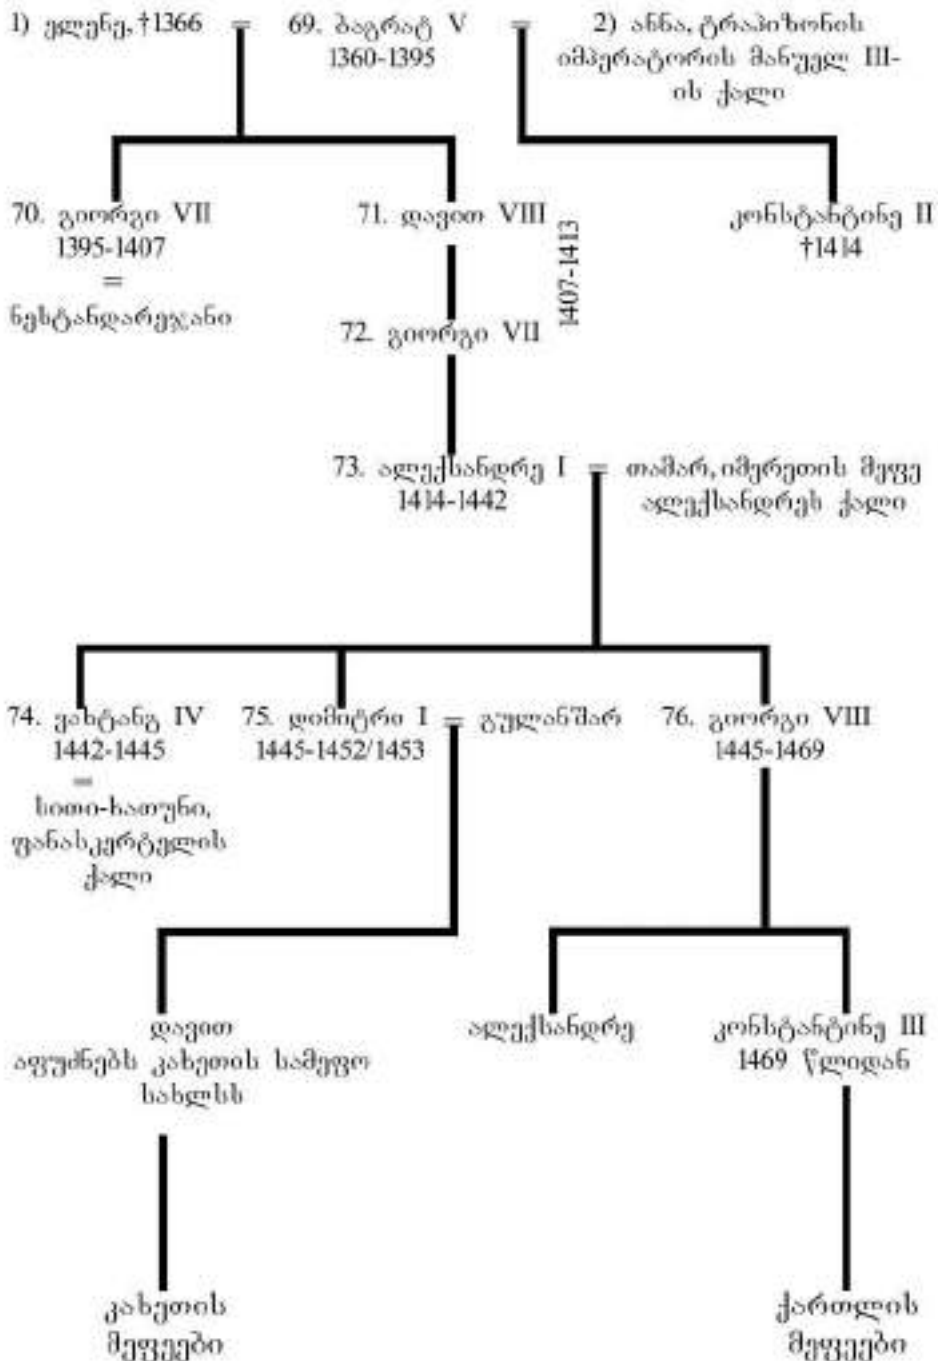 1) ელენე, †1366 = 69. ბაგრატ V = 2) ანნა, ტრაპიზონის
1360-1395 იმპერატორის მანუელ III-
ის ქალი
70. გიორგი VII 71. დავით VIII კონსტანტინე II
1395-1407 1407-1413 †1414
=
ნესტანდარეჯანი
72. გიორგი VII
73. ალექსანდრე I = თამარ, იმერეთის მეფე
1414-1442 ალექსანდრეს ქალი
74. ვახტანგ IV 75. დიმიტრი I = გულანშარ 76. გიორგი VIII
1442-1445 1445-1452/1453 1445-1469
=
სითი-ხათუნი,
ფანასკერტელის
ქალი
დავით ალექსანდრე კონსტანტინე III
აფუძნებს კახეთის სამეფო 1469 წლიდან
სახლსს
კახეთის ქართლის
მეფეები მეფეები